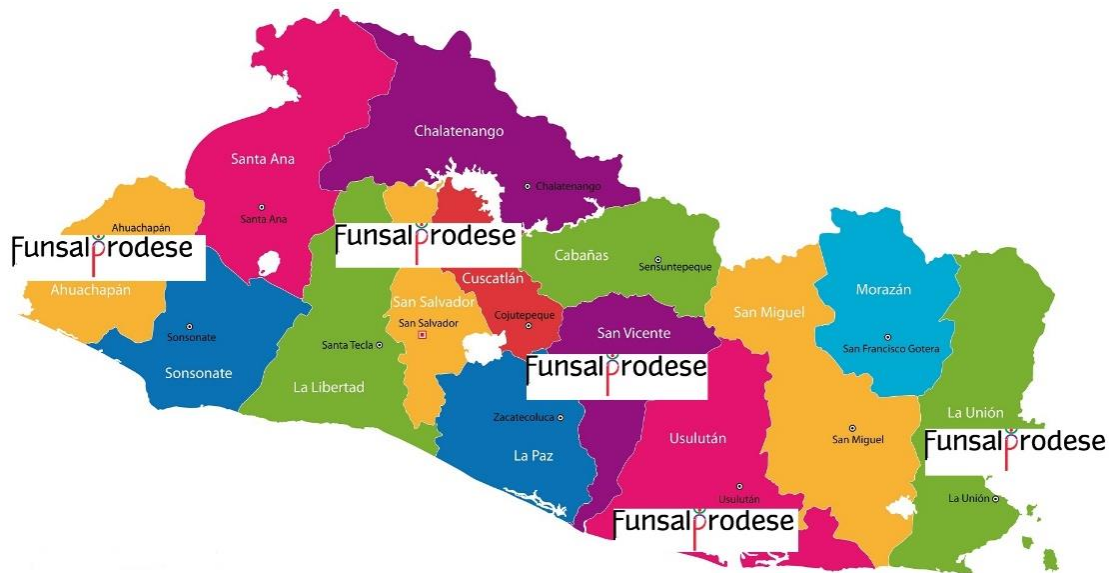 Chalatenango
Santa Ana
Chalatenango
Santa Ana
Ahuachapán
Funsalprodese
Funsalprodese
Cabañas
Sensuntepeque
Cuscatlán
Ahuachapán
San Salvador
San Miguel
Morazán
Cojutepeque
San Salvador
Sonsonate
San Vicente
Santa Tecla
San Francisco Gotera
Sonsonate
Funsalprodese
La Libertad
Zacatecoluca
La Unión
Usulután
San Miguel
Funsalprodese
La Paz
Usulután
La Unión
Funsalprodese